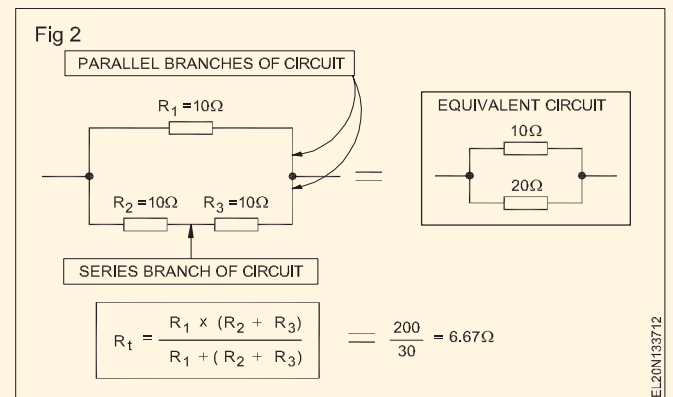 Fig 2
PARALLEL BRANCHES OF CIRCUIT
R1 =10Ω
R2 =10Ω R3 =10Ω
SERIES BRANCH OF CIRCUIT
=
EQUIVALENT CIRCUIT
10Ω
20Ω
Rt = R1 x (R2 + R3) / R1 + ( R2 + R3) = 200 / 30 = 6.67Ω
EL20N133712